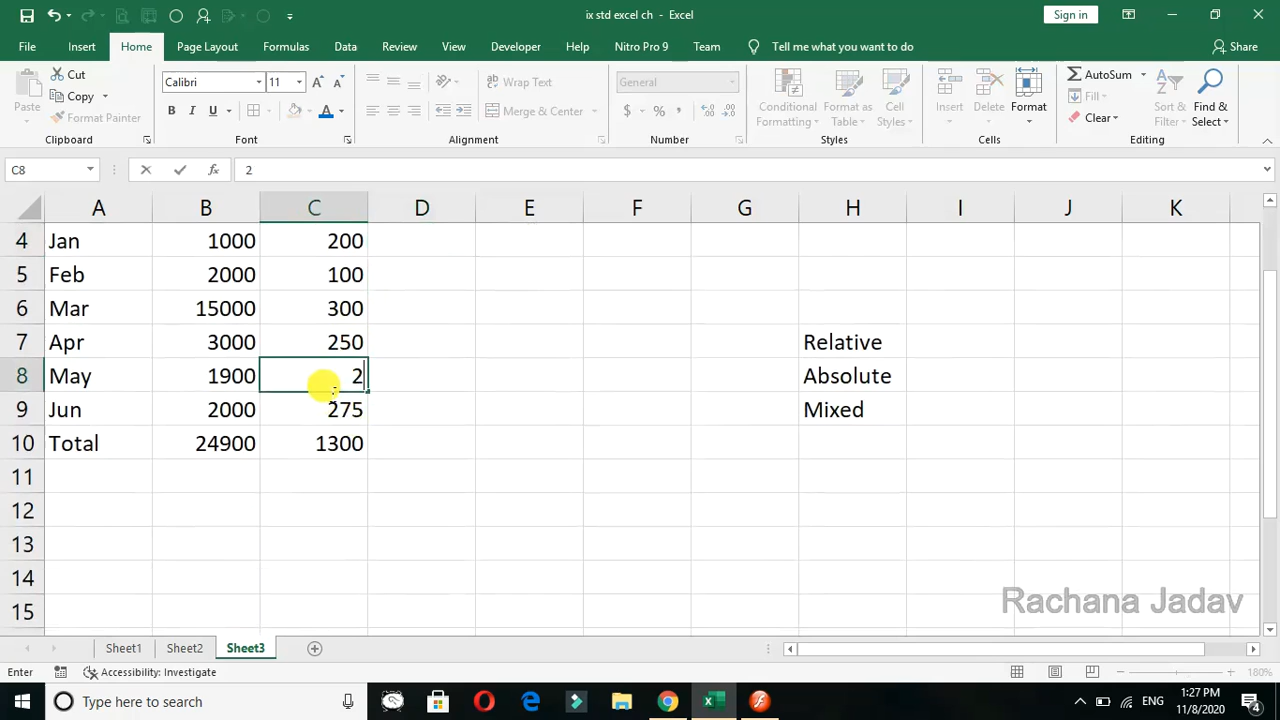 ix std excel ch - Excel
Sign in
File Insert Home Page Layout Formulas Data Review View Developer Help Nitro Pro 9 Team Tell me what you want to do Share
Paste Cut Copy Format Painter Clipboard
Calibri 11 B I U A Font
Wrap Text Merge & Center Alignment
General $ % , Number
Conditional Formatting Format as Table Cell Styles Styles
Insert Delete Format Cells
AutoSum Fill Clear Sort & Filter Find & Select Editing
C8 fx 2
A B C D E F G H I J K
4 Jan 1000 200
5 Feb 2000 100
6 Mar 15000 300
7 Apr 3000 250 Relative
8 May 1900 2 Absolute
9 Jun 2000 275 Mixed
10 Total 24900 1300
11
12
13
14
15
Rachana Jadav
Sheet1 Sheet2 Sheet3
Enter Accessibility: Investigate 180%
Type here to search ENG 1:27 PM
11/8/2020 4